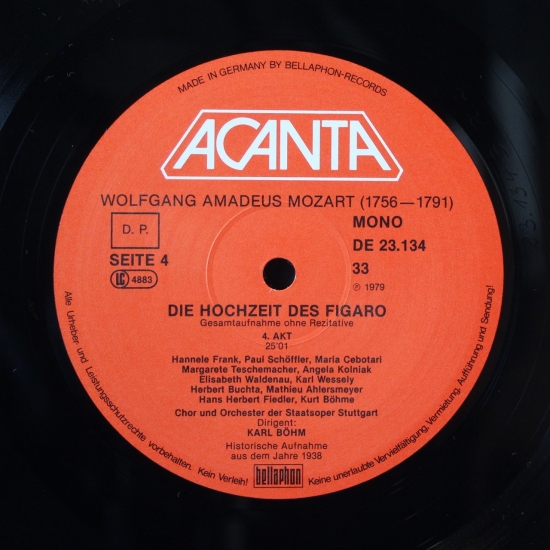 MADE IN GERMANY BY BELLAPHON-RECORDS
ACANTA
WOLFGANG AMADEUS MOZART (1756—1791)
D. P.
MONO
DE 23.134
SEITE 4
33
LC 4883
℗ 1979
DIE HOCHZEIT DES FIGARO
Gesamtaufnahme ohne Rezitative
4. AKT
25'01
Hannele Frank, Paul Schöffler, Maria Cebotari
Margarete Teschemacher, Angela Kolniak
Elisabeth Waldenau, Karl Wessely
Herbert Buchta, Mathieu Ahlersmeyer
Hans Herbert Fiedler, Kurt Böhme
Chor und Orchester der Staatsoper Stuttgart
Dirigent:
KARL BÖHM
Historische Aufnahme
aus dem Jahre 1938
bellaphon
Alle Urheber- und Leistungsschutzrechte vorbehalten. Kein Verleih! Keine unerlaubte Vervielfältigung, Vermietung, Aufführung und Sendung!